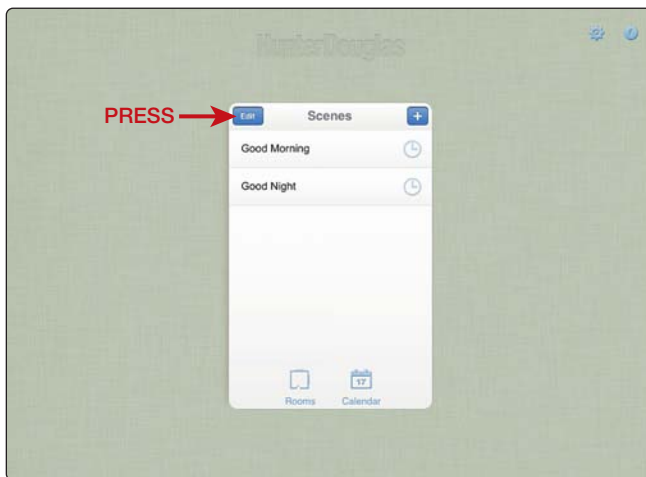 HunterDouglas
PRESS
Edit
Scenes
+
Good Morning
Good Night
17
Rooms
Calendar